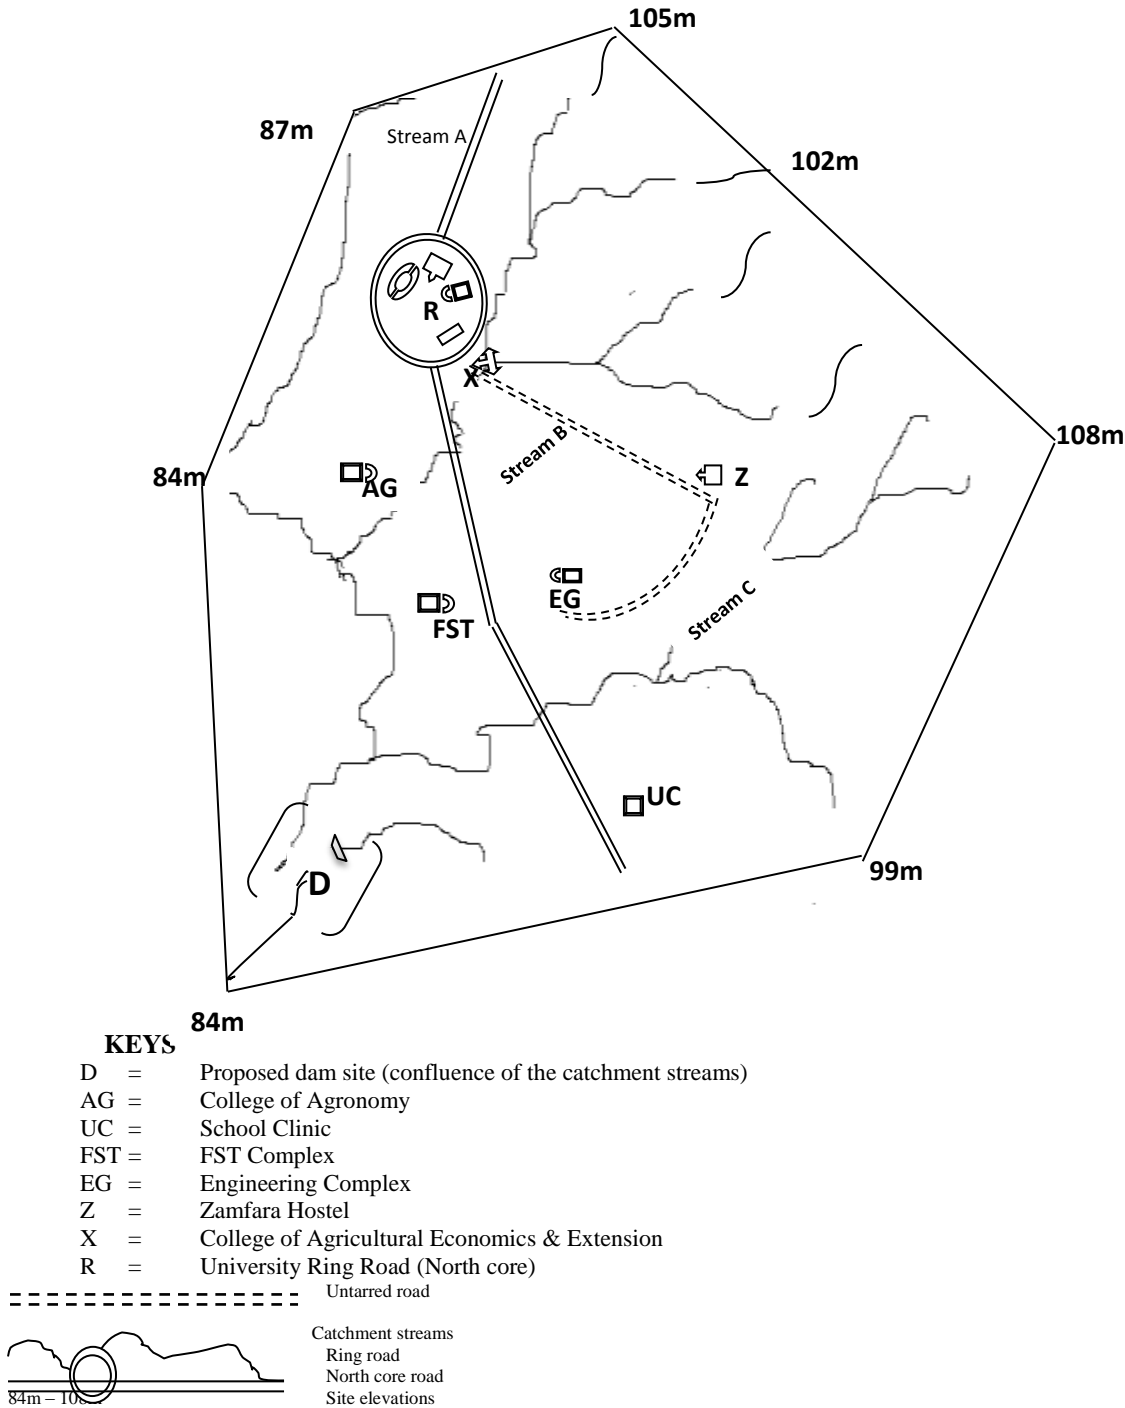 105m
87m
Stream A
102m
R
X
Stream B
108m
84m
AG
Z
EG
FST
Stream C
UC
D
99m
84m
KEYS
D = Proposed dam site (confluence of the catchment streams)
AG = College of Agronomy
UC = School Clinic
FST = FST Complex
EG = Engineering Complex
Z = Zamfara Hostel
X = College of Agricultural Economics & Extension
R = University Ring Road (North core)
Untarred road
Catchment streams
Ring road
North core road
84m – Site elevations